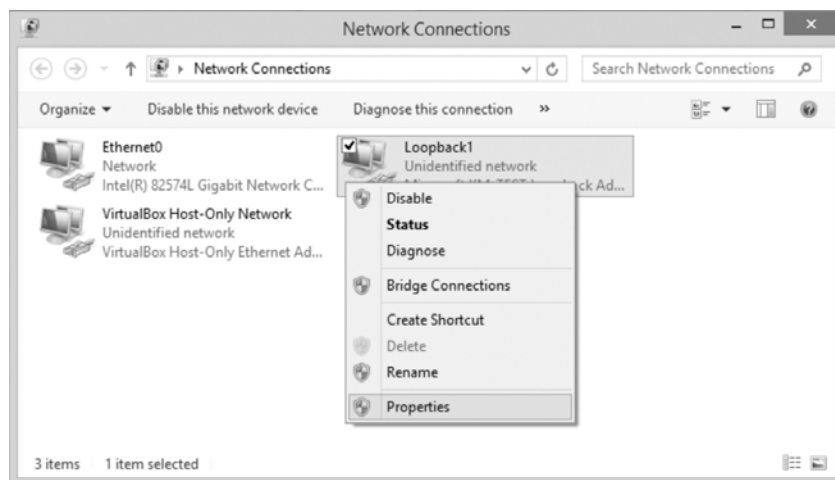 Network Connections
Network Connections
Search Network Connections
Organize
Disable this network device
Diagnose this connection
»
Ethernet0
Network
Intel(R) 82574L Gigabit Network C...
Loopback1
Unidentified network
ck Ad...
VirtualBox Host-Only Network
Unidentified network
VirtualBox Host-Only Ethernet Ad...
Disable
Status
Diagnose
Bridge Connections
Create Shortcut
Delete
Rename
Properties
3 items
1 item selected